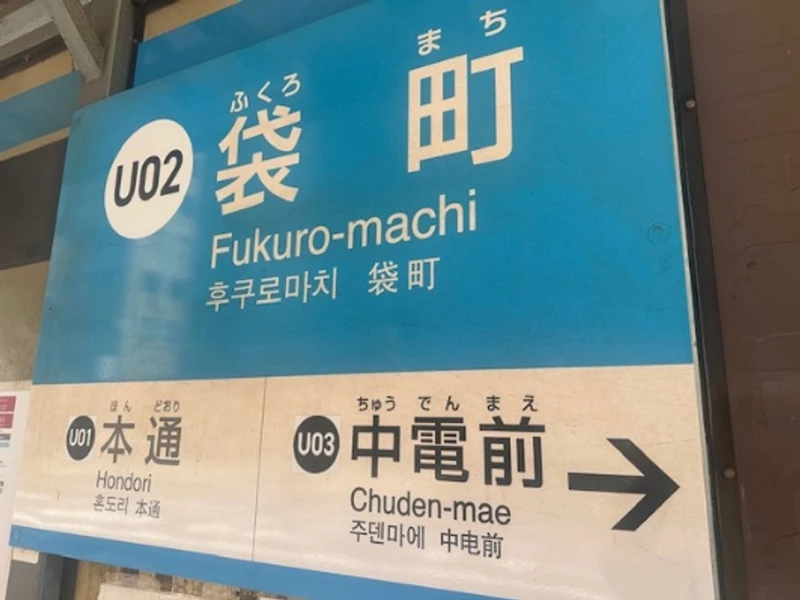 ふくろ まち
U02 袋町
Fukuro-machi
후쿠로마치 袋町
ほん どおり
U01 本通
Hondori
혼도리 本通
ちゅう でん まえ
U03 中電前
Chuden-mae
주덴마에 中电前